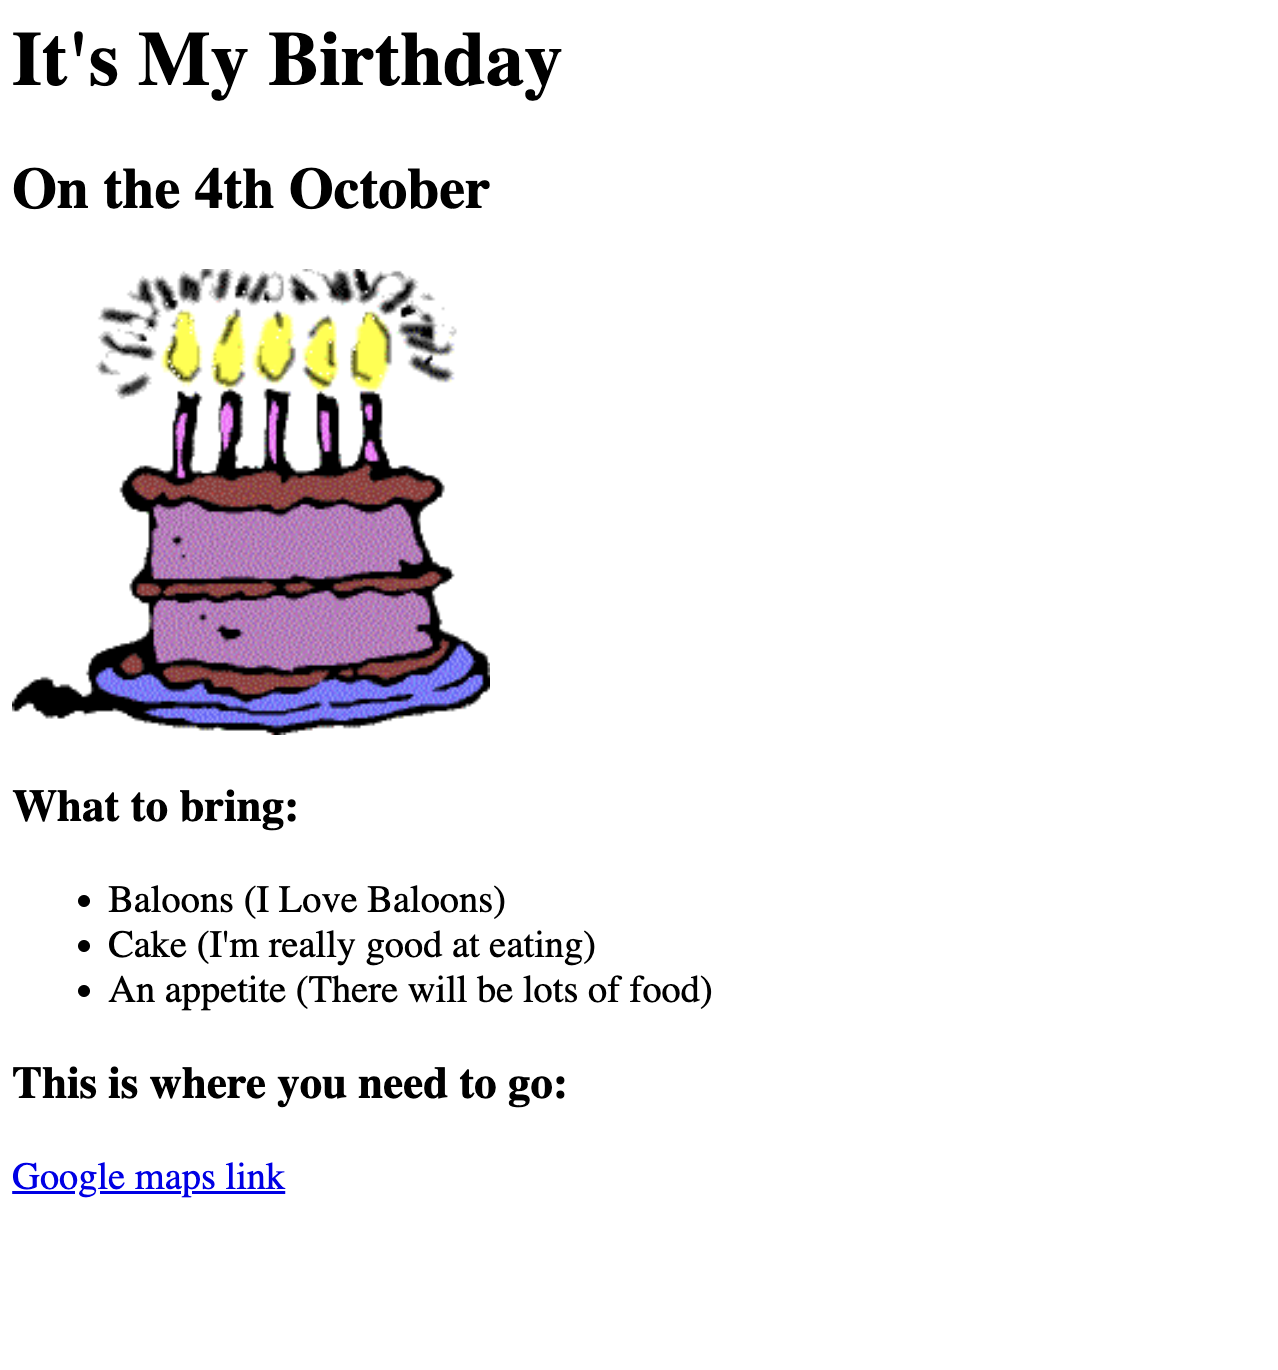 It's My Birthday
On the 4th October
What to bring:
Baloons (I Love Baloons)
Cake (I'm really good at eating)
An appetite (There will be lots of food)
This is where you need to go:
Google maps link